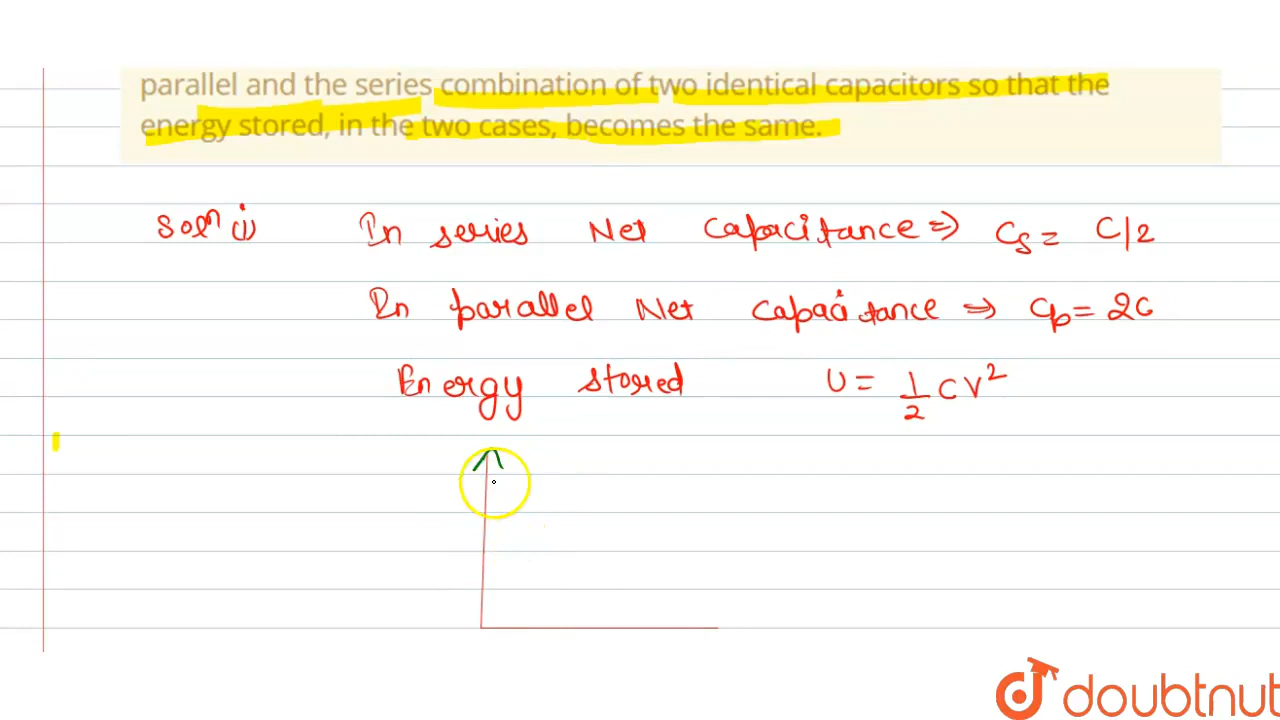 parallel and the series combination of two identical capacitors so that the
energy stored, in the two cases, becomes the same.
Solⁿ (i) In series Net Capacitance ⇒ Cs = C/2
In parallel Net Capacitance ⇒ Cp = 2C
Energy stored U = 1/2 CV²
doubtnut